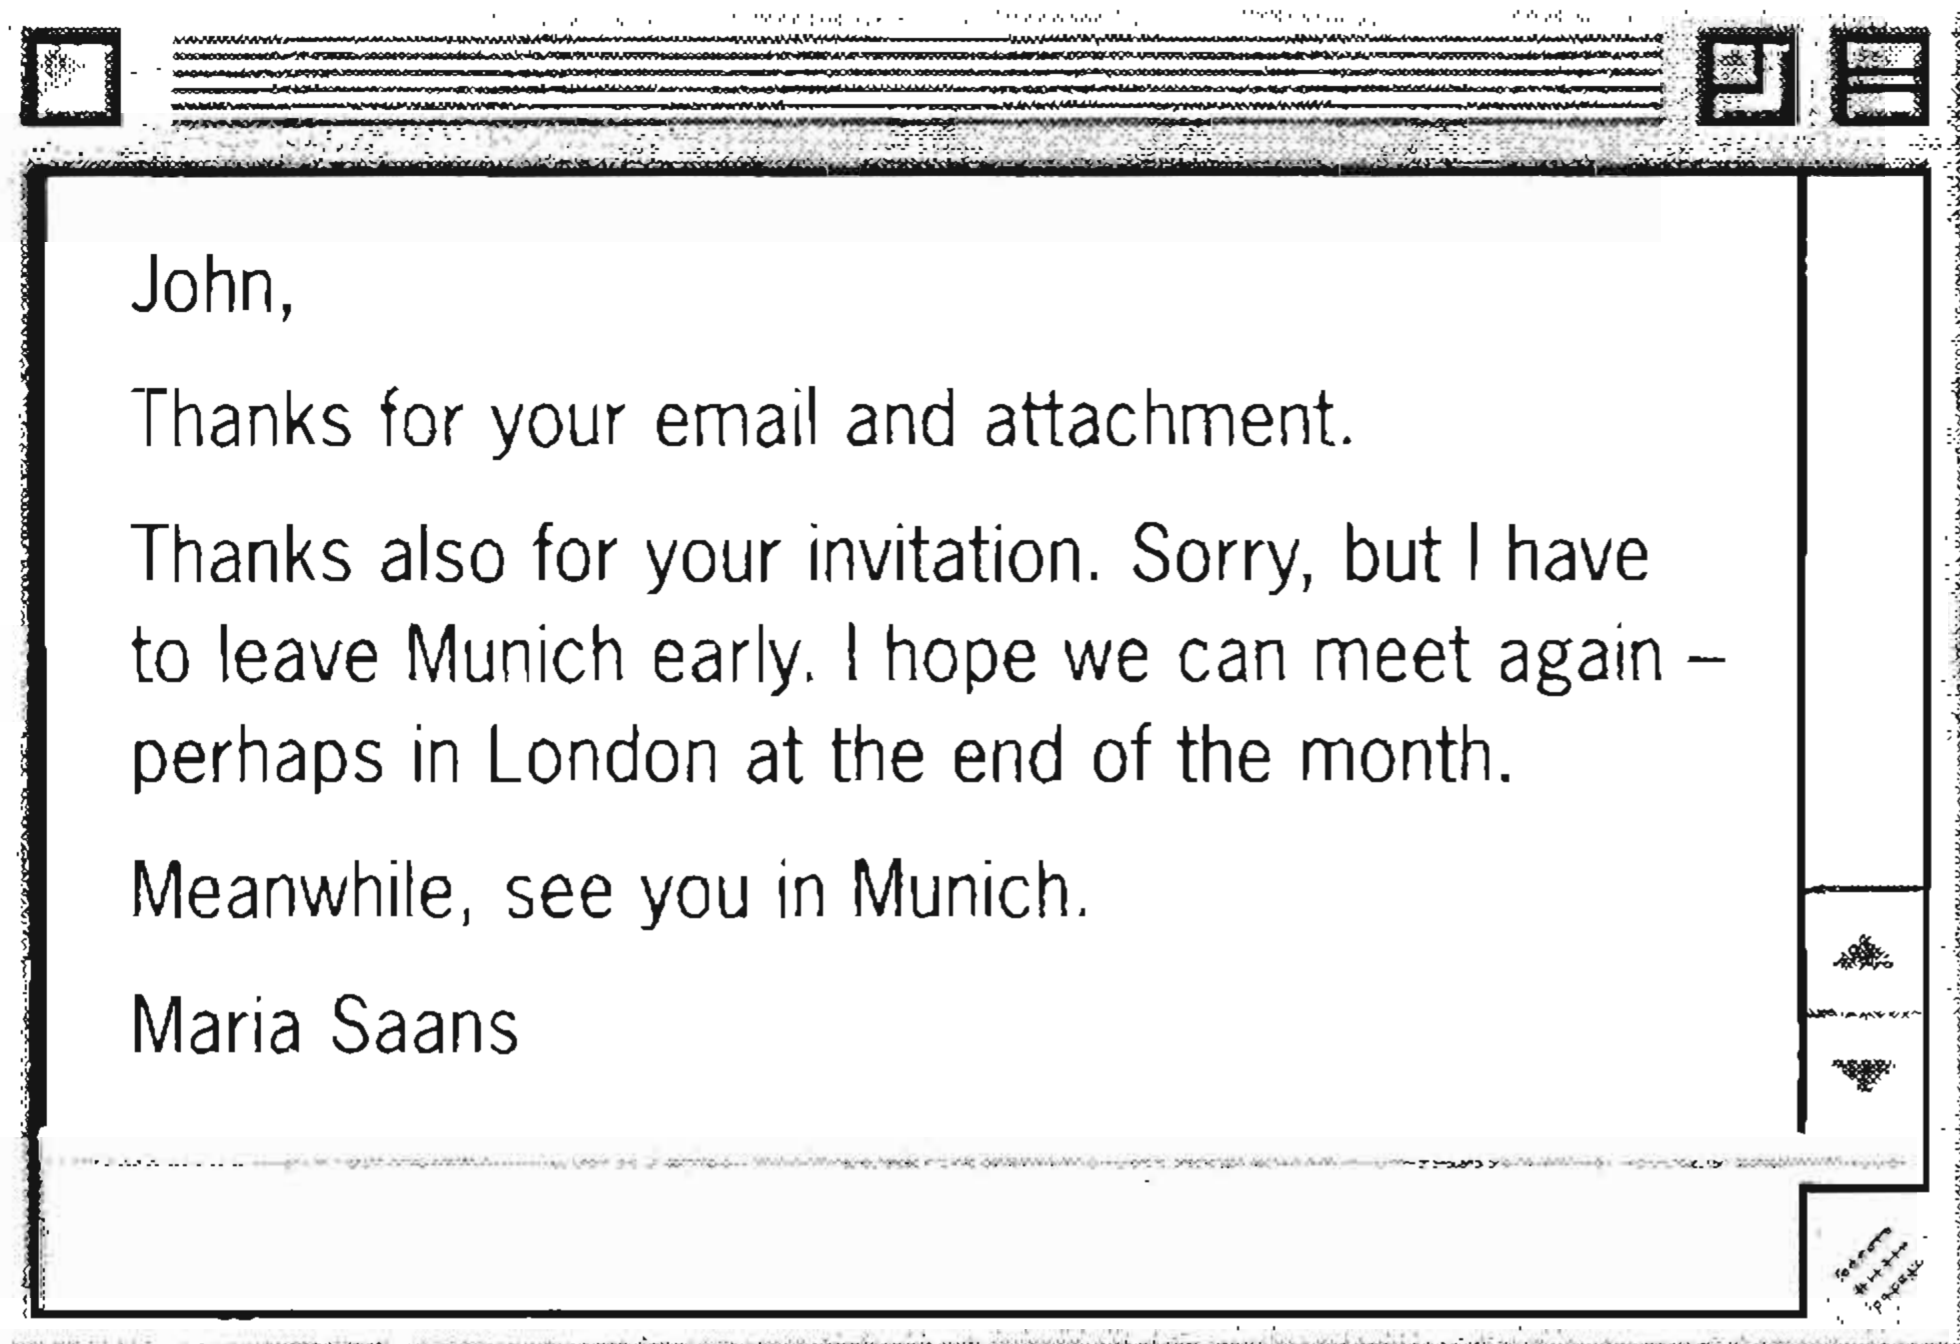 John,
Thanks for your email and attachment.
Thanks also for your invitation. Sorry, but I have
to leave Munich early. I hope we can meet again –
perhaps in London at the end of the month.
Meanwhile, see you in Munich.
Maria Saans